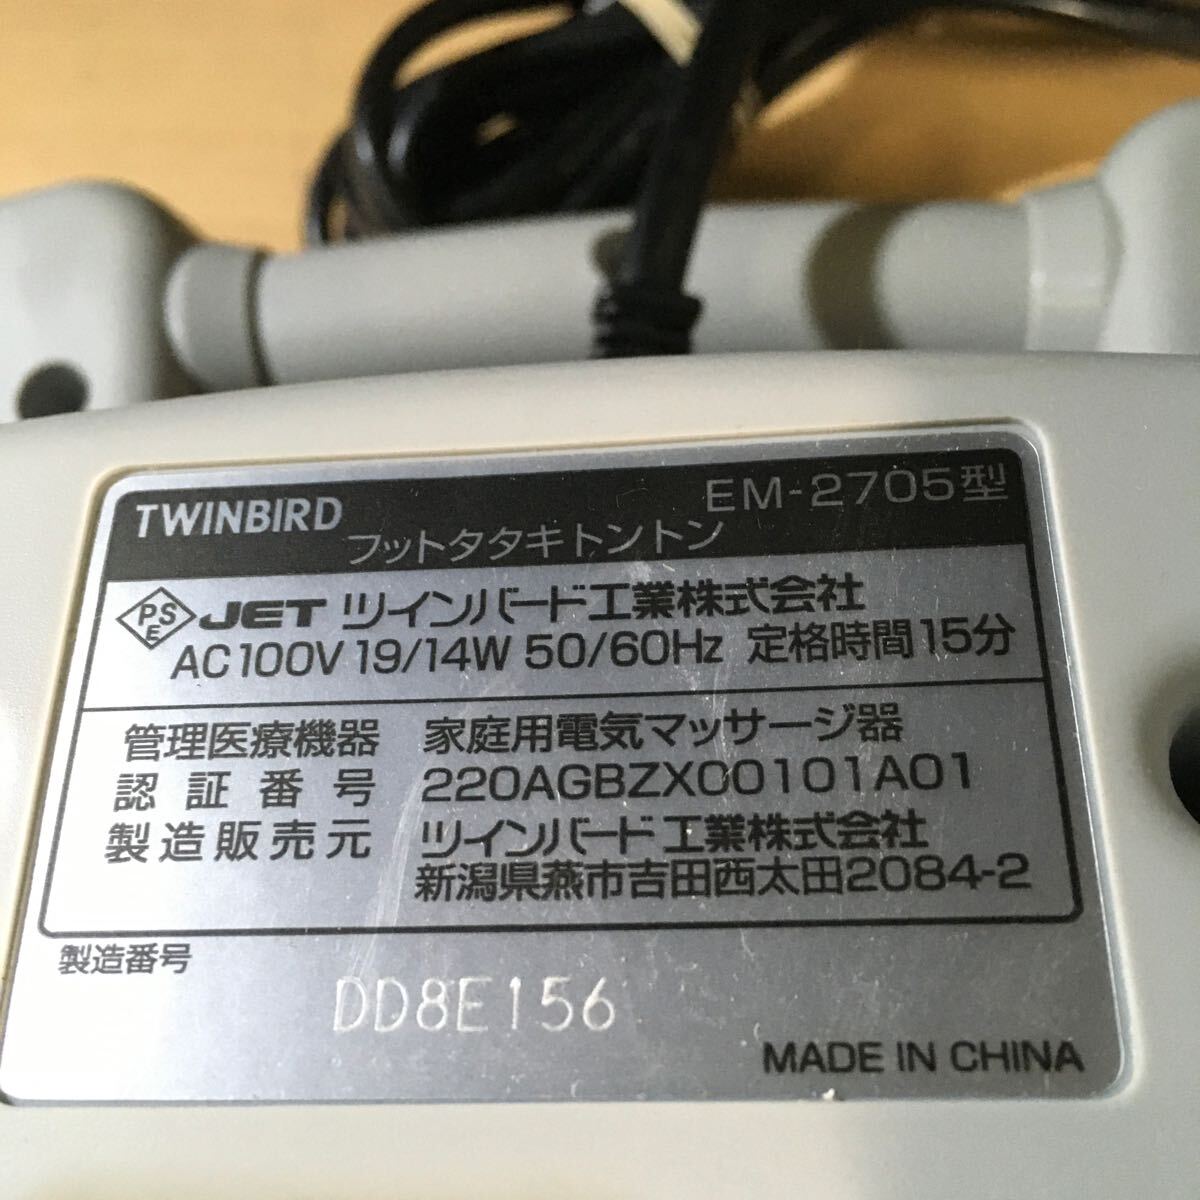 TWINBIRD EM-2705型
フットタタキトントン
PSE JET ツインバード工業株式会社
AC100V 19/14W 50/60Hz 定格時間15分
管理医療機器 家庭用電気マッサージ器
認証番号 220AGBZX00101A01
製造販売元 ツインバード工業株式会社
新潟県燕市吉田西太田2084-2
製造番号
DD8E156
MADE IN CHINA